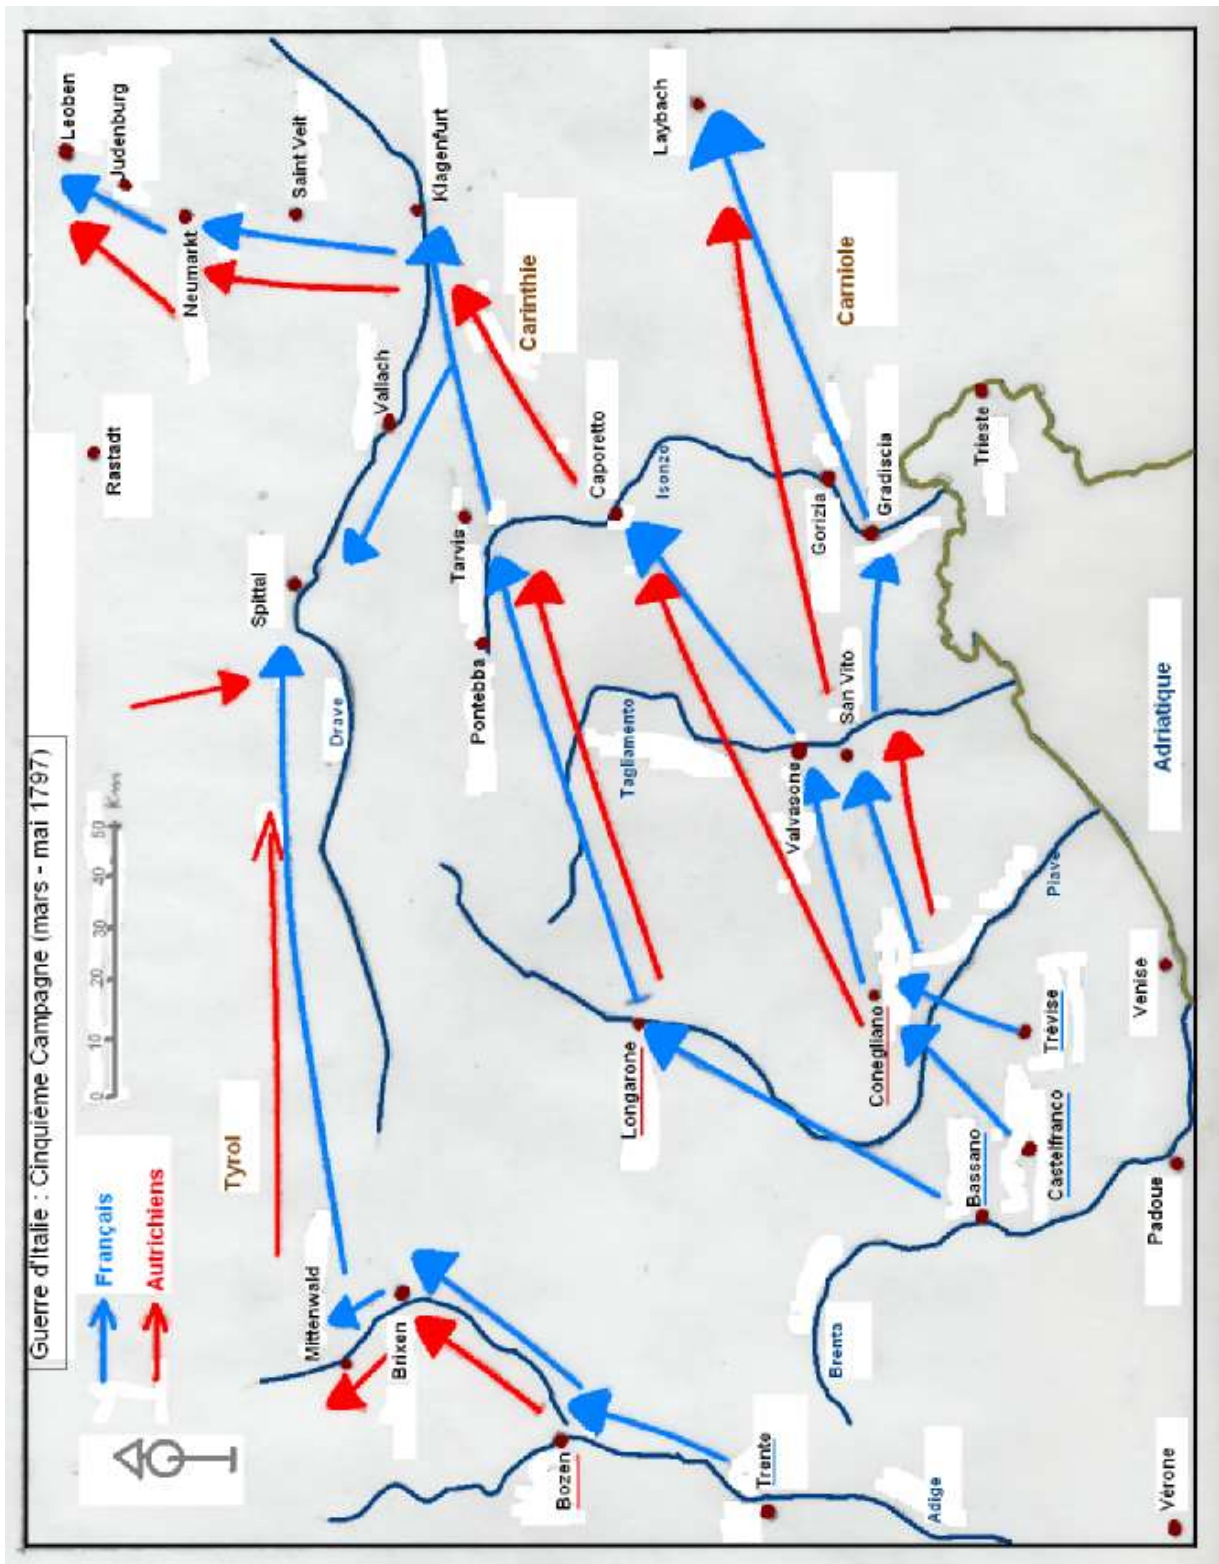 Guerre d'Italie : Cinquième Campagne (mars - mai 1797)
Français
Autrichiens
0 10 20 30 40 50 Km
Tyrol
Mittenwald
Brixen
Bozen
Trente
Adige
Vérone
Brenta
Bassano
Castelfranco
Padoue
Trévise
Venise
Longarone
Conegliano
Piave
Adriatique
Drave
Spittal
Rastadt
Pontebba
Tagliamento
Valvasone
San Vito
Tarvis
Caporetto
Isonzo
Gorizia
Gradiscia
Trieste
Vallach
Carinthie
Carniole
Neumarkt
Saint Veit
Klagenfurt
Judenburg
Leoben
Laybach